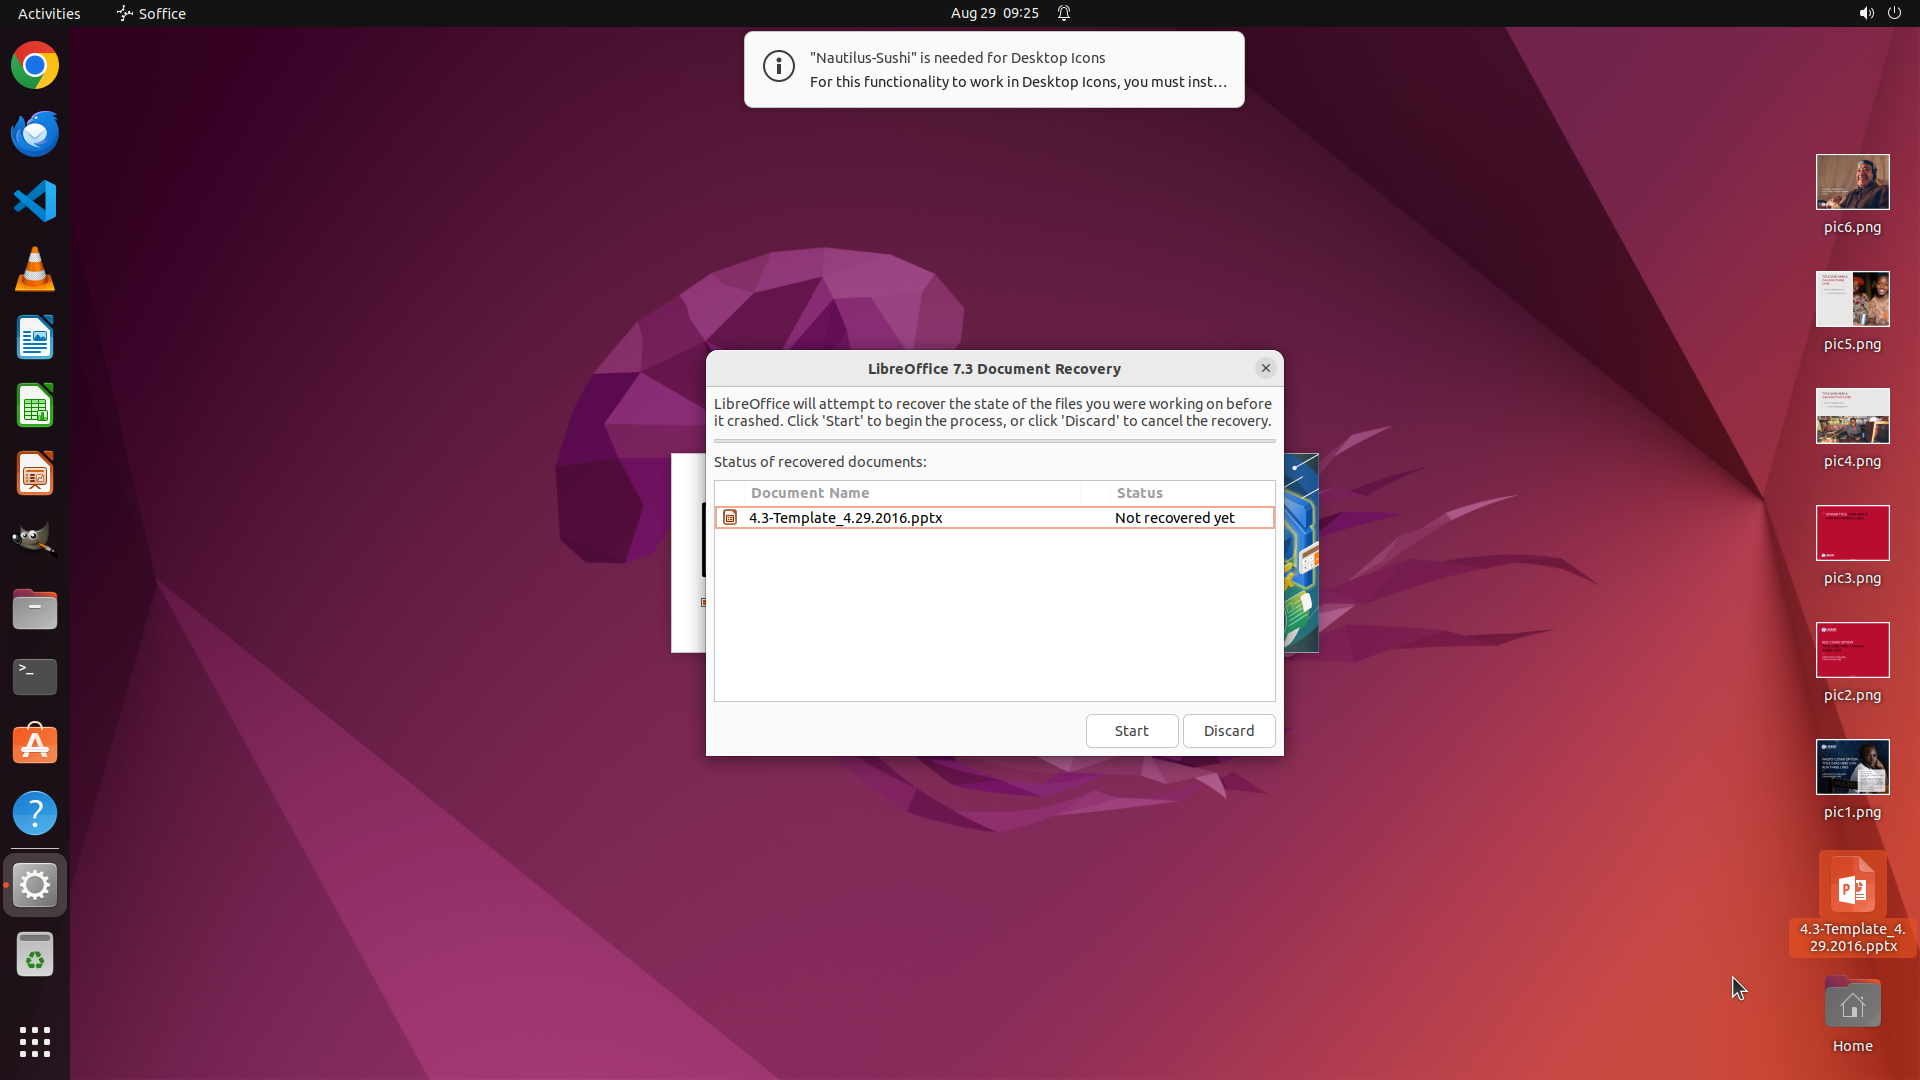 Activities
Soffice
Aug 29 09:25
"Nautilus-Sushi" is needed for Desktop Icons
For this functionality to work in Desktop Icons, you must inst…
LibreOffice 7.3 Document Recovery
LibreOffice will attempt to recover the state of the files you were working on before
it crashed. Click 'Start' to begin the process, or click 'Discard' to cancel the recovery.
Status of recovered documents:
Document Name Status
4.3-Template_4.29.2016.pptx Not recovered yet
Start Discard
pic6.png
pic5.png
pic4.png
pic3.png
pic2.png
pic1.png
4.3-Template_4.
29.2016.pptx
Home